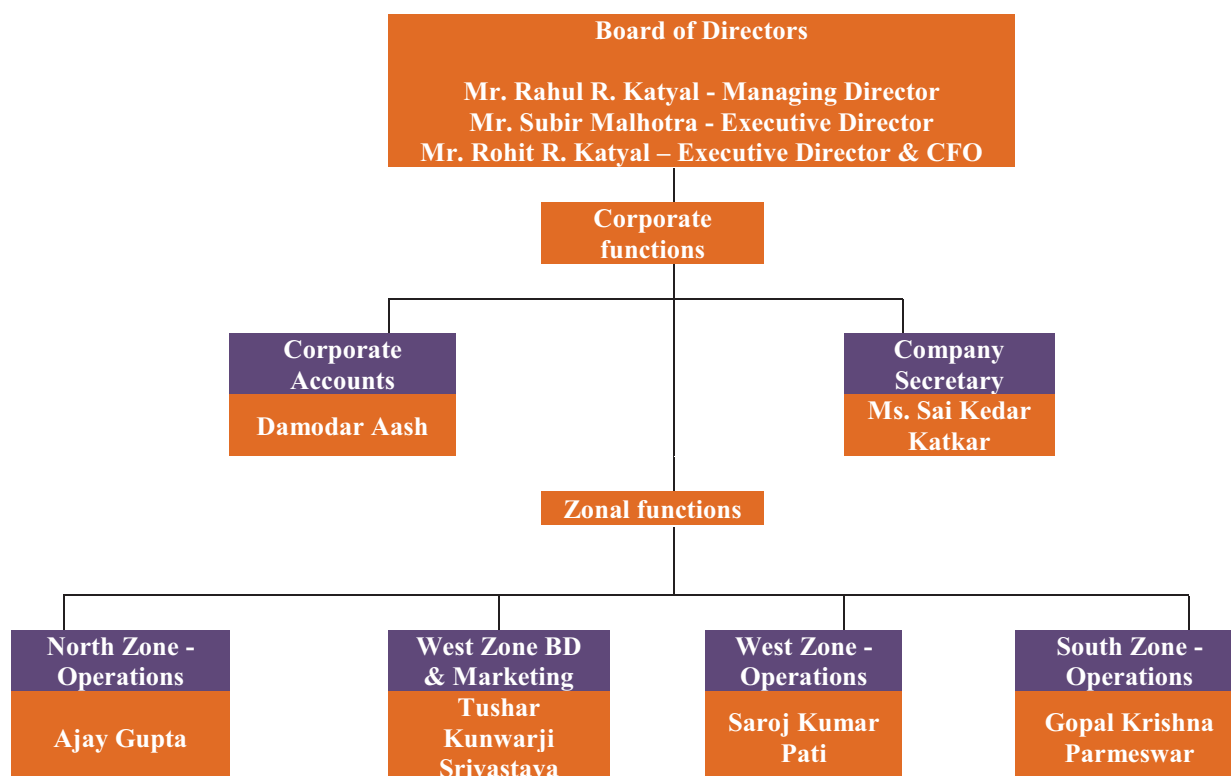 Board of Directors
Mr. Rahul R. Katyal - Managing Director
Mr. Subir Malhotra - Executive Director
Mr. Rohit R. Katyal – Executive Director & CFO
Corporate
functions
Corporate
Accounts
Damodar Aash
Company
Secretary
Ms. Sai Kedar
Katkar
Zonal functions
North Zone -
Operations
Ajay Gupta
West Zone BD
& Marketing
Tushar
Kunwarji
Srivastava
West Zone -
Operations
Saroj Kumar
Pati
South Zone -
Operations
Gopal Krishna
Parmeswar